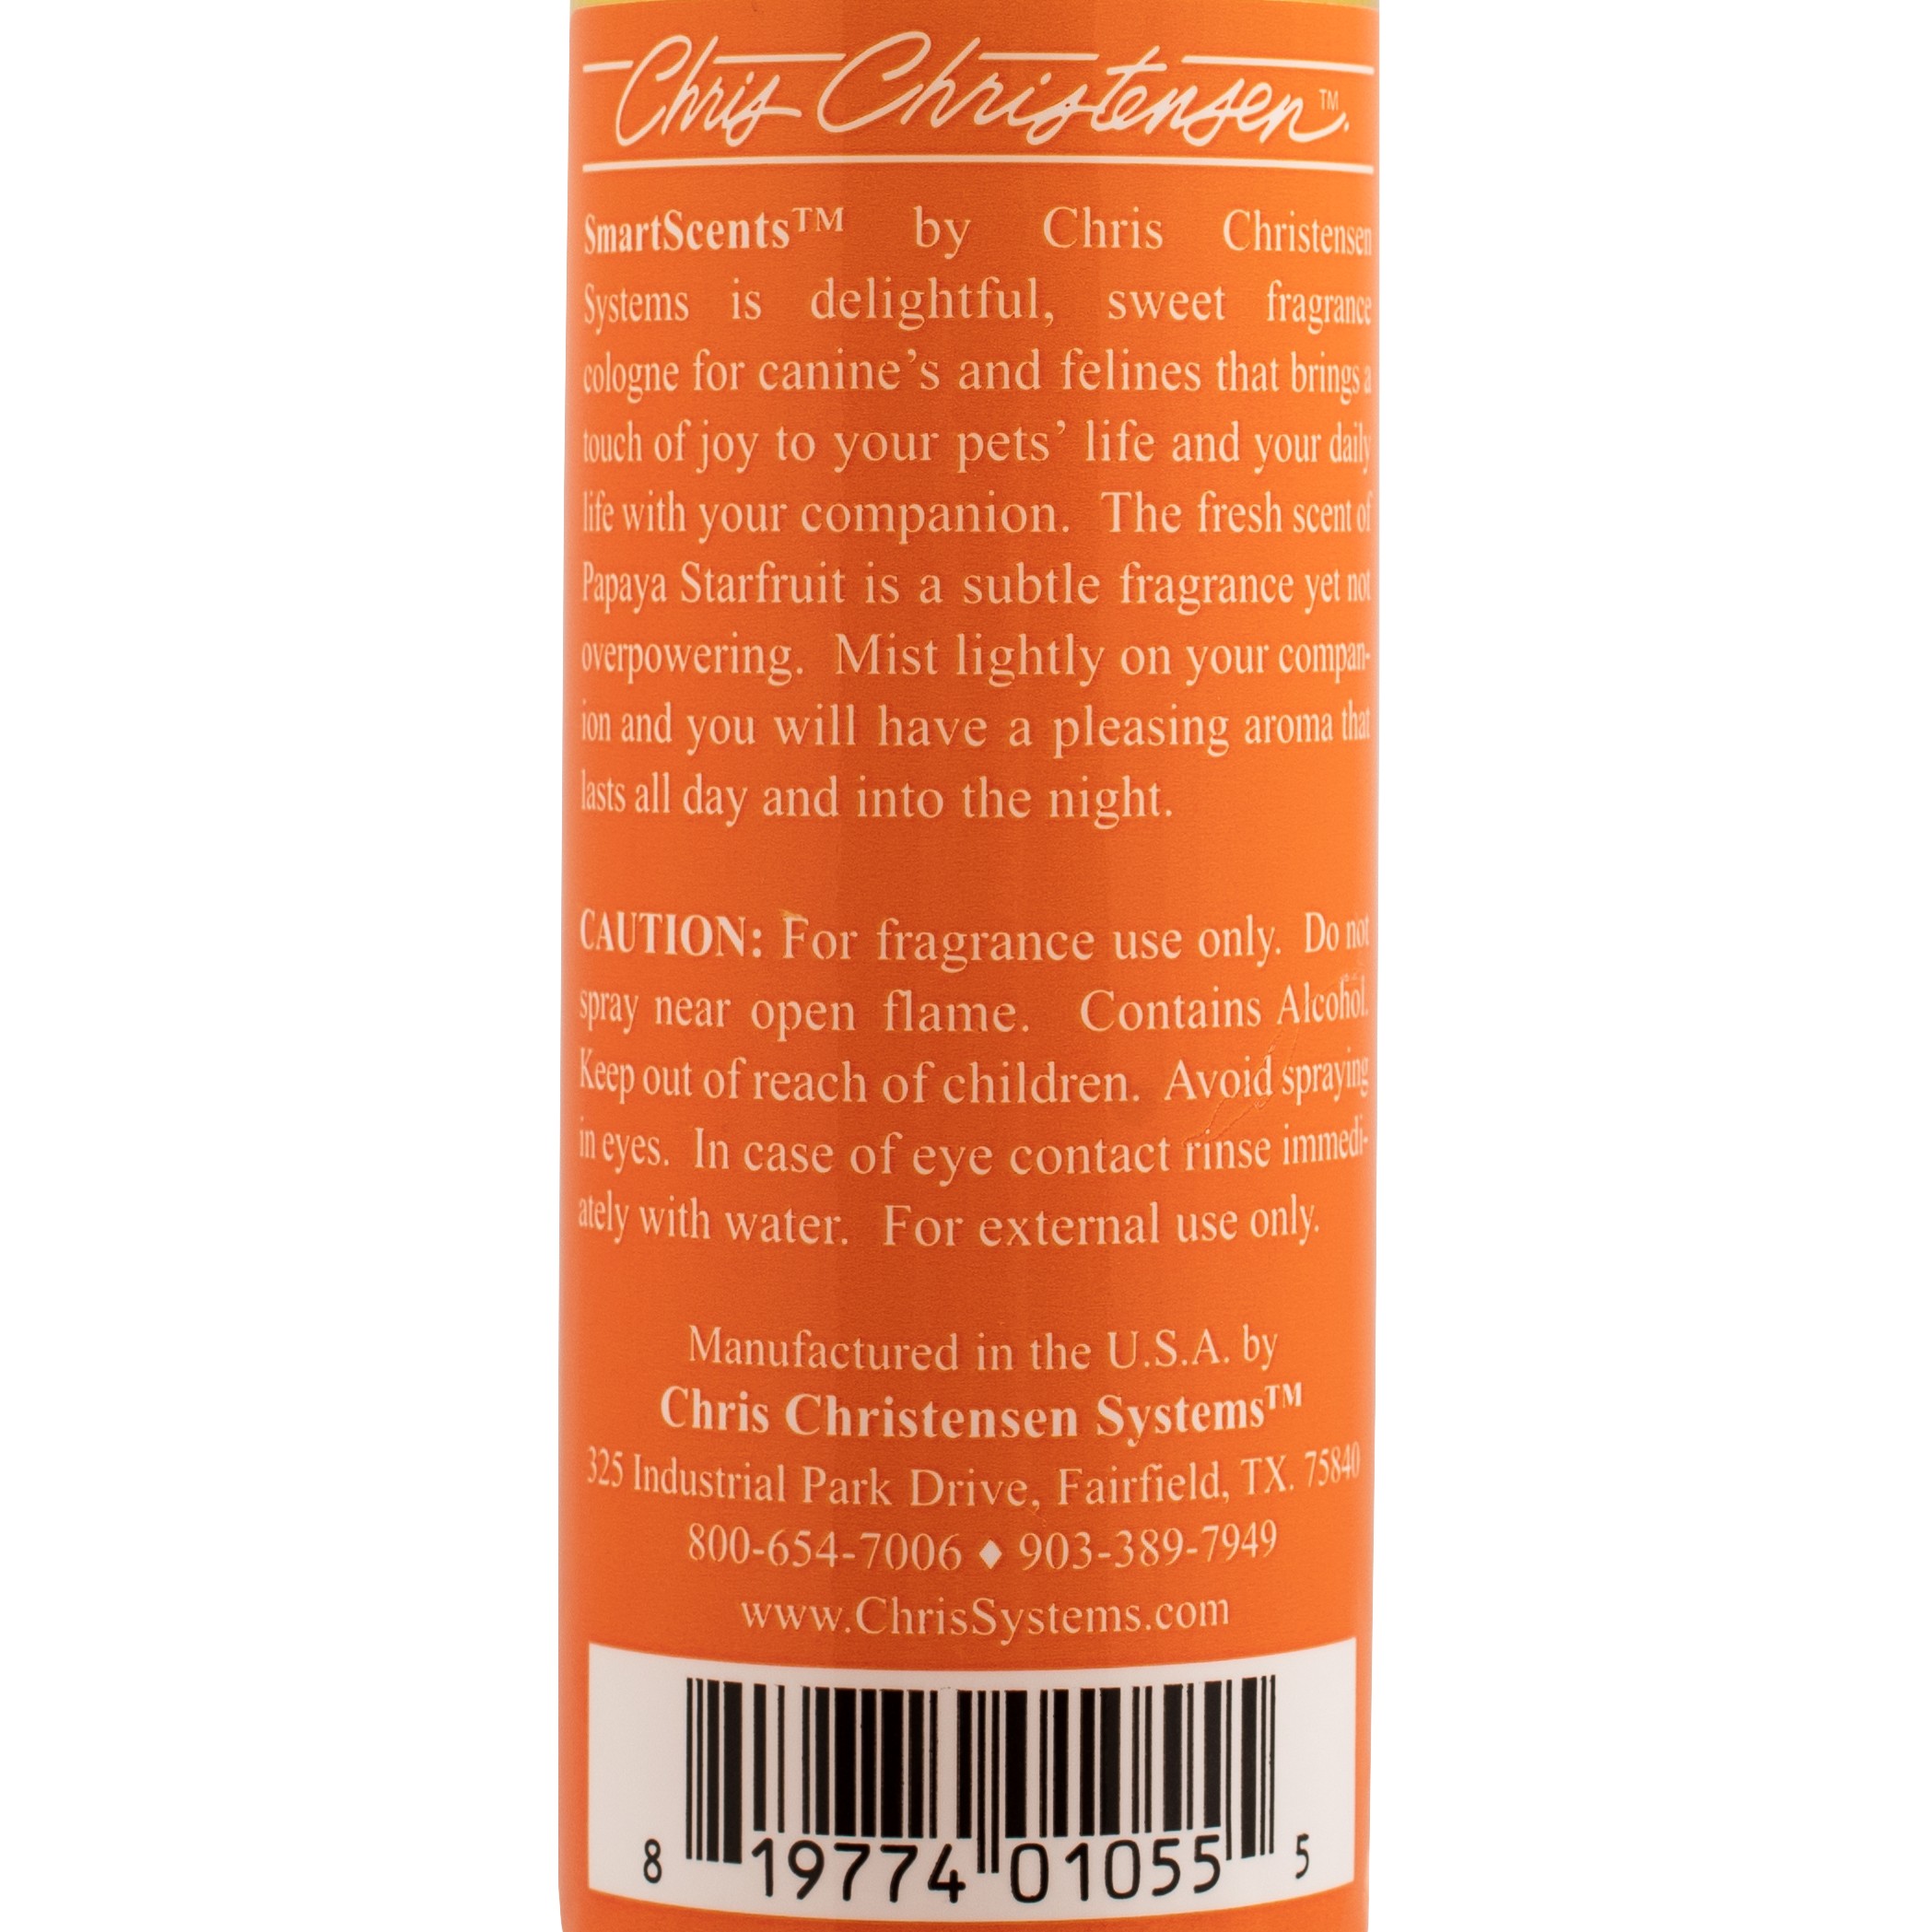 Chris Christensen™.
SmartScents™ by Chris Christensen
Systems is delightful, sweet fragrance
cologne for canine’s and felines that brings a
touch of joy to your pets’ life and your daily
life with your companion. The fresh scent of
Papaya Starfruit is a subtle fragrance yet not
overpowering. Mist lightly on your compan-
ion and you will have a pleasing aroma that
lasts all day and into the night.
CAUTION: For fragrance use only. Do not
spray near open flame. Contains Alcohol.
Keep out of reach of children. Avoid spraying
in eyes. In case of eye contact rinse immedi-
ately with water. For external use only.
Manufactured in the U.S.A. by
Chris Christensen Systems™
325 Industrial Park Drive, Fairfield, TX. 75840
800-654-7006 ♦ 903-389-7949
www.ChrisSystems.com
8 19774 01055 5